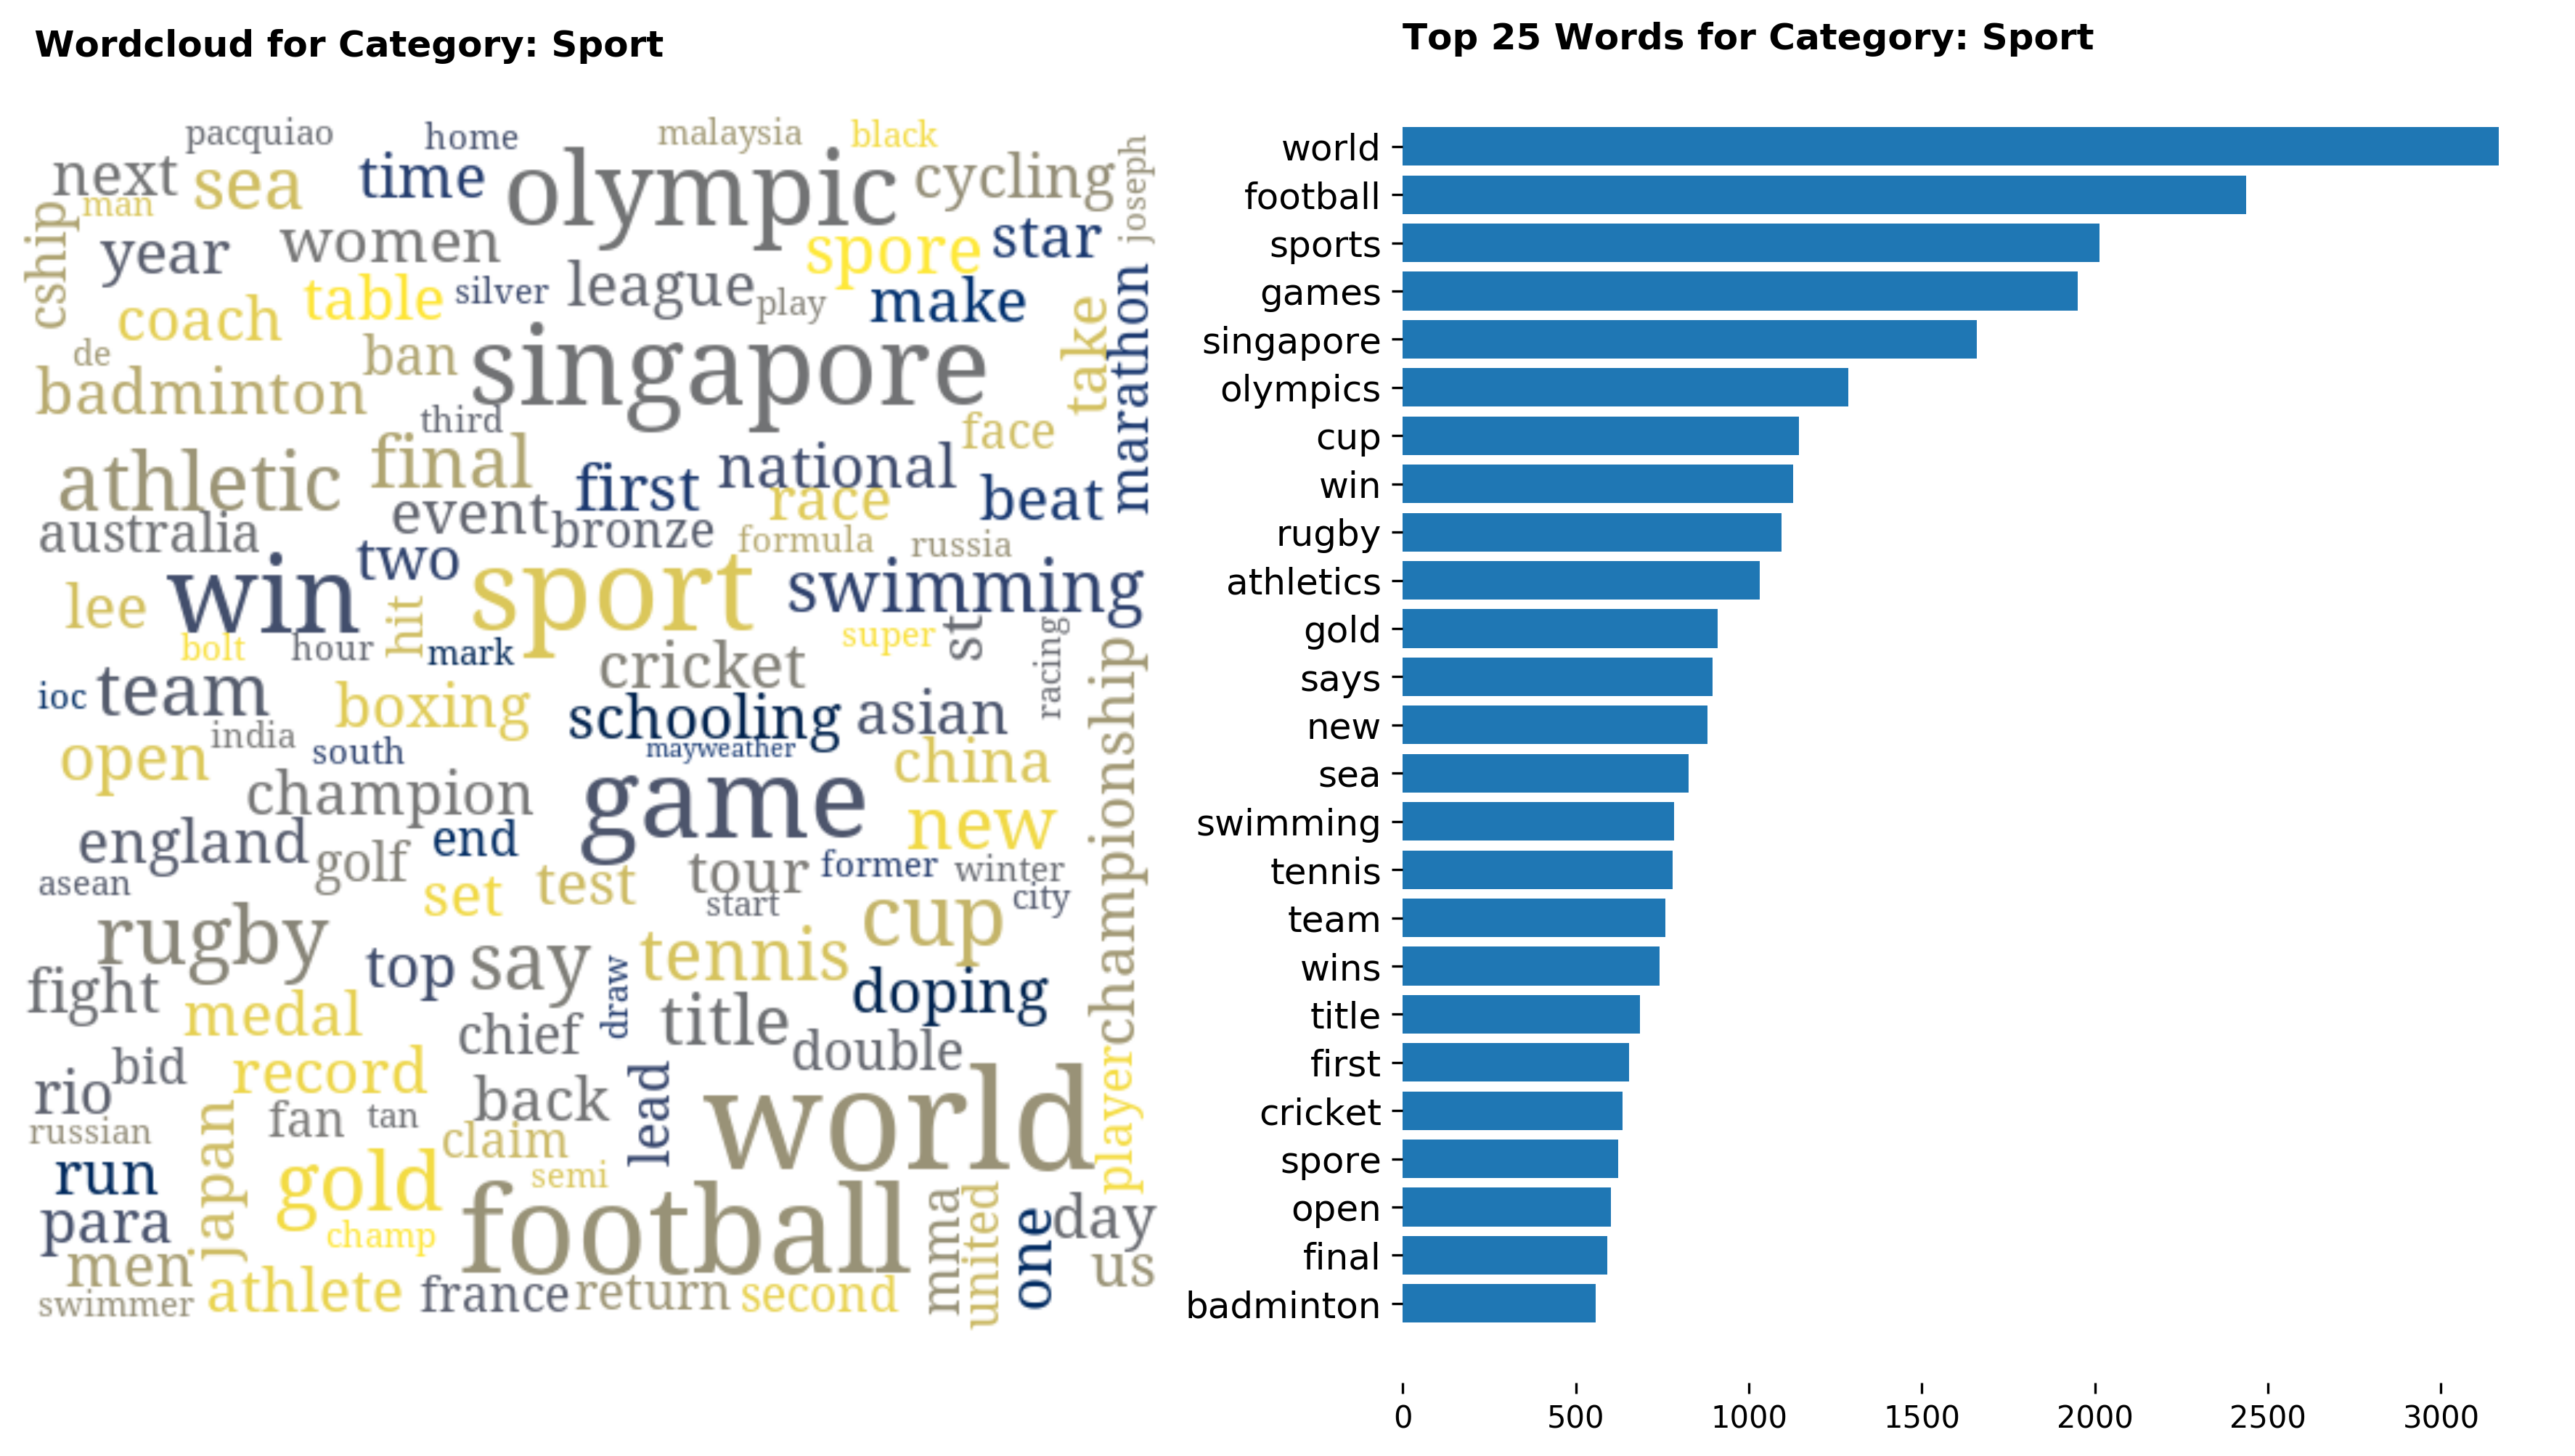 Wordcloud for Category: Sport
pacquiao
home
malaysia
black
next
sea
time
olympic
cycling
joseph
man
cship
year
women
spore
star
table
silver
league
play
make
coach
take
marathon
de
ban
singapore
badminton
third
face
athletic
final
first
national
race
beat
australia
event
bronze
formula
russia
two
win
sport
swimming
lee
hit
bolt
hour
mark
cricket
super
st
racing
ioc
team
boxing
schooling
asian
championship
india
south
mayweather
open
china
champion
game
new
england
golf
end
tour
former
winter
asean
set
test
start
cup
city
rugby
top
say
draw
tennis
fight
medal
chief
title
doping
double
rio
bid
record
back
lead
world
player
russian
japan
fan
tan
claim
run
gold
semi
para
champ
football
mma
united
one
day
men
us
swimmer
athlete
france
return
second
Top 25 Words for Category: Sport
world
football
sports
games
singapore
olympics
cup
win
rugby
athletics
gold
says
new
sea
swimming
tennis
team
wins
title
first
cricket
spore
open
final
badminton
0 500 1000 1500 2000 2500 3000